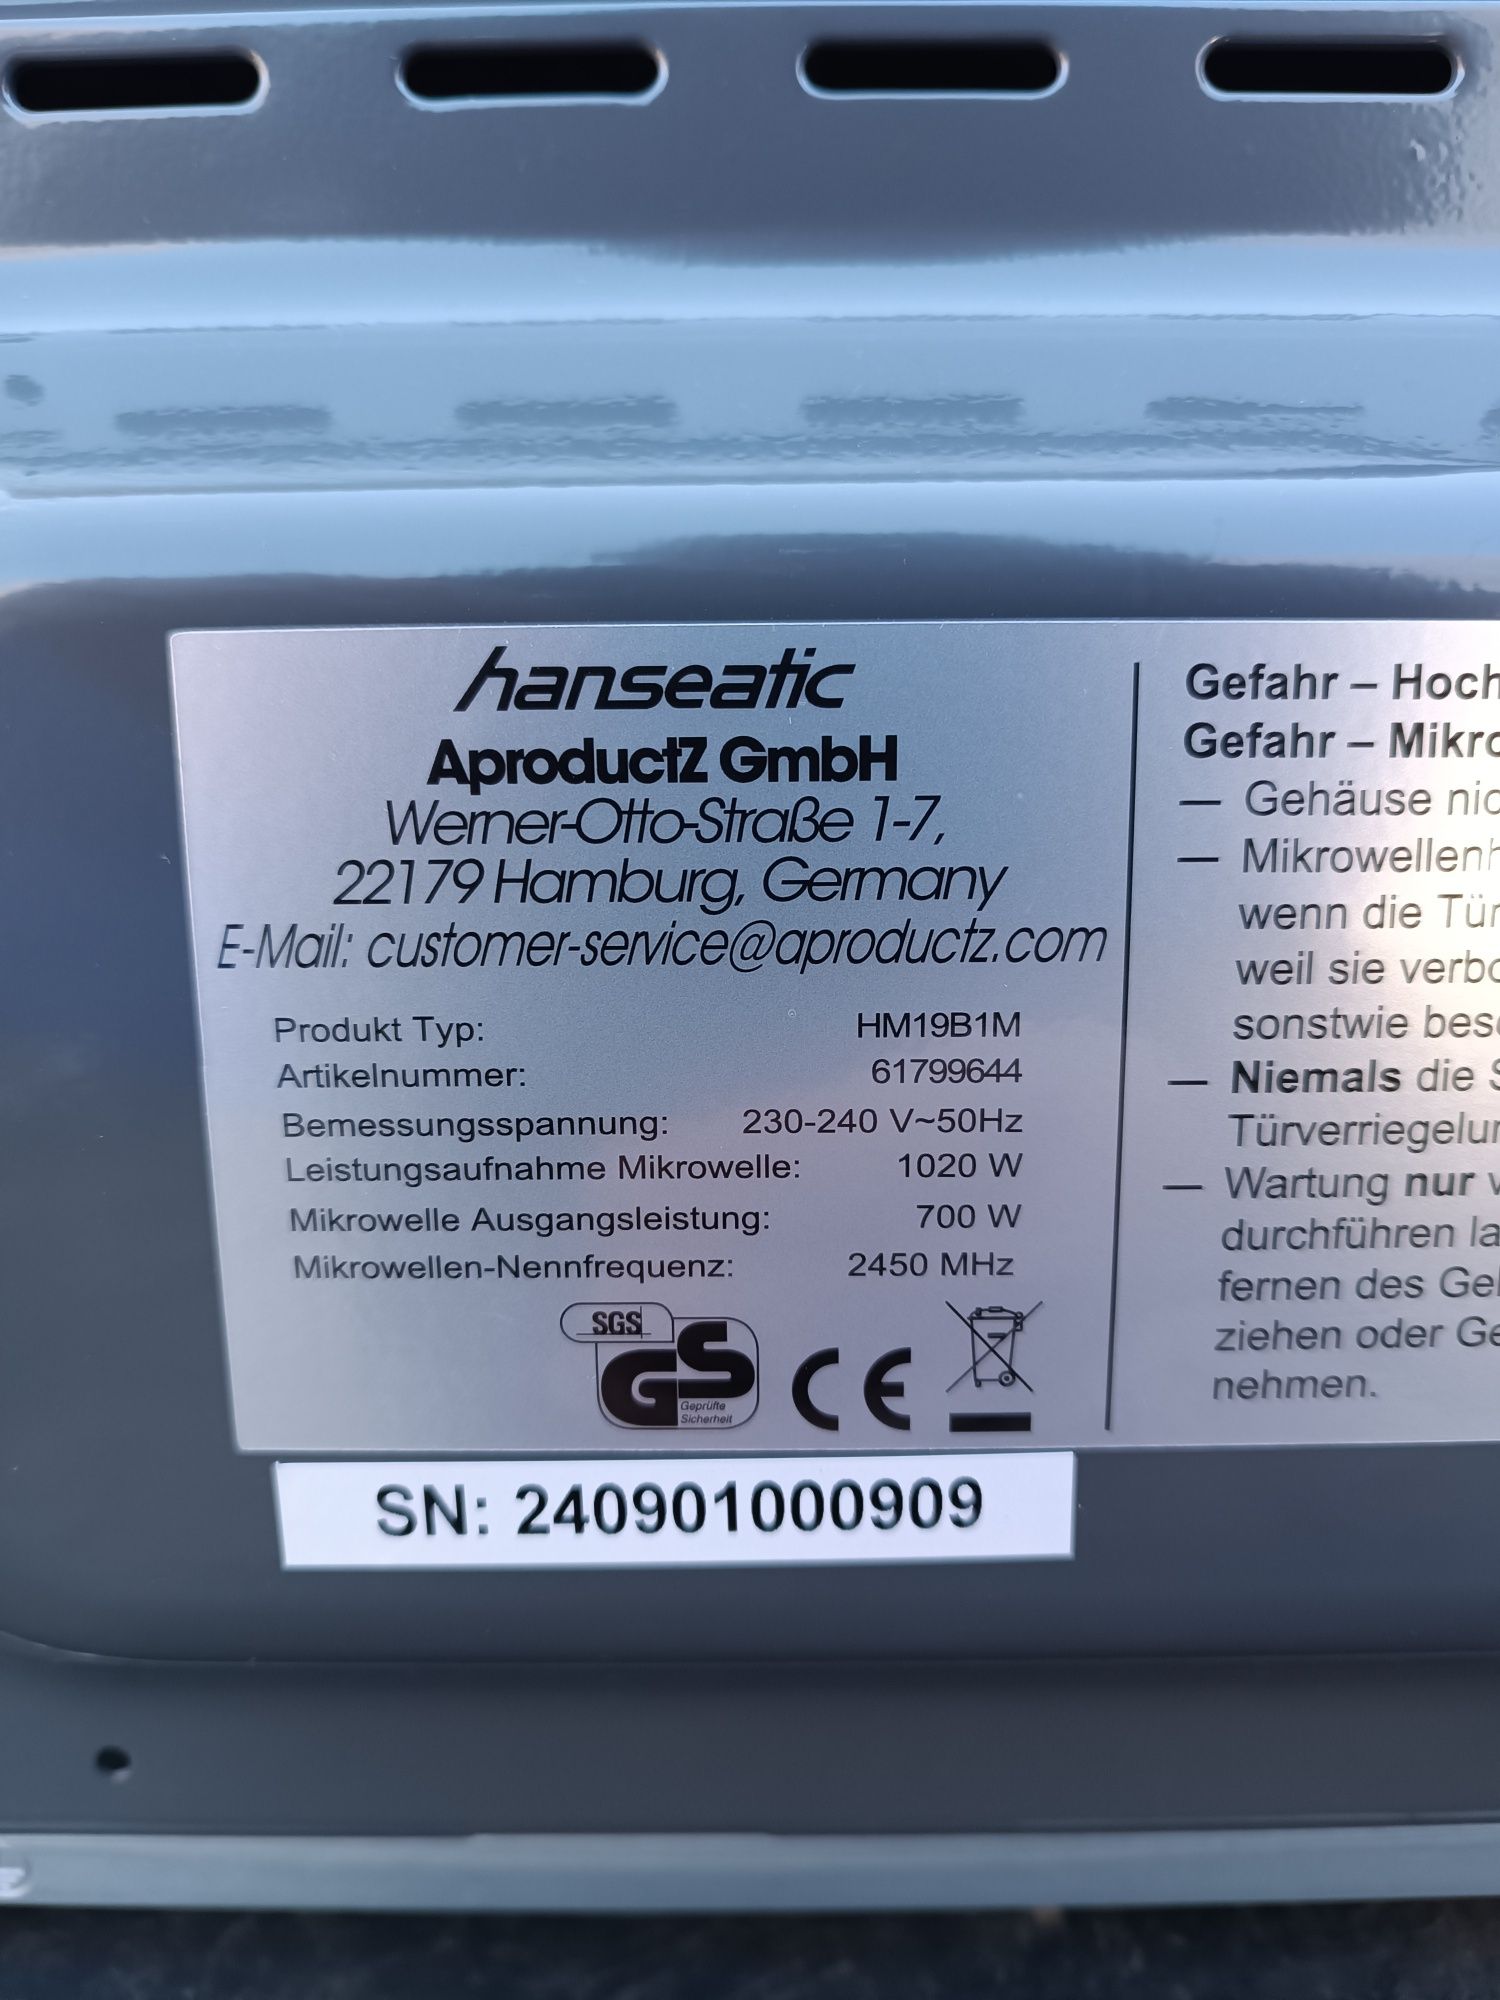 hanseatic
AproductZ GmbH
Werner-Otto-Straße 1-7,
22179 Hamburg, Germany
E-Mail: customer-service@aproductz.com
Produkt Typ: HM19B1M
Artikelnummer: 61799644
Bemessungsspannung: 230-240 V~50Hz
Leistungsaufnahme Mikrowelle: 1020 W
Mikrowelle Ausgangsleistung: 700 W
Mikrowellen-Nennfrequenz: 2450 MHz
SGS
GS
Geprüfte
Sicherheit
CE
SN: 240901000909
Gefahr – Hoch
Gefahr – Mikro
— Gehäuse nic
— Mikrowellenh
wenn die Tür
weil sie verbo
sonstwie bes
— Niemals die S
Türverriegelun
— Wartung nur v
durchführen la
fernen des Ge
ziehen oder Ge
nehmen.